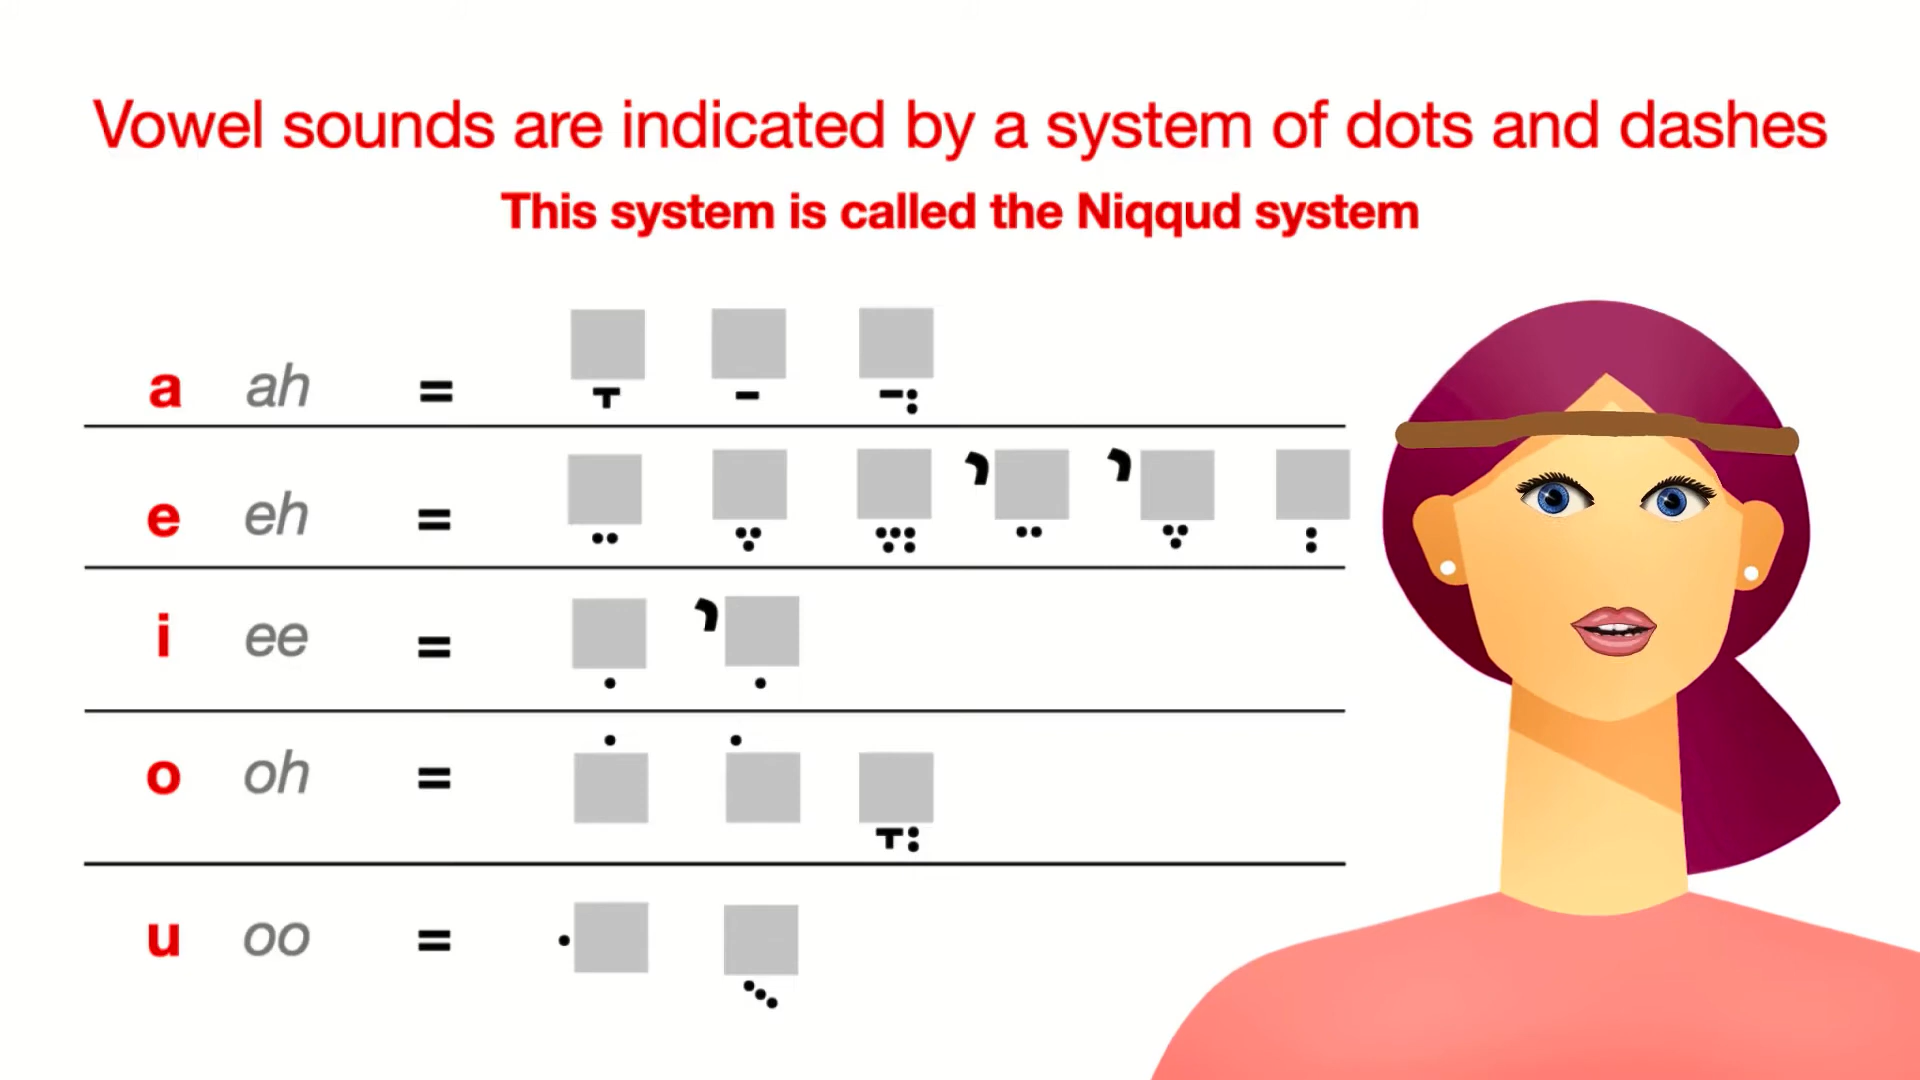 Vowel sounds are indicated by a system of dots and dashes
This system is called the Niqqud system
a ah =
e eh =
i ee =
o oh =
u oo =